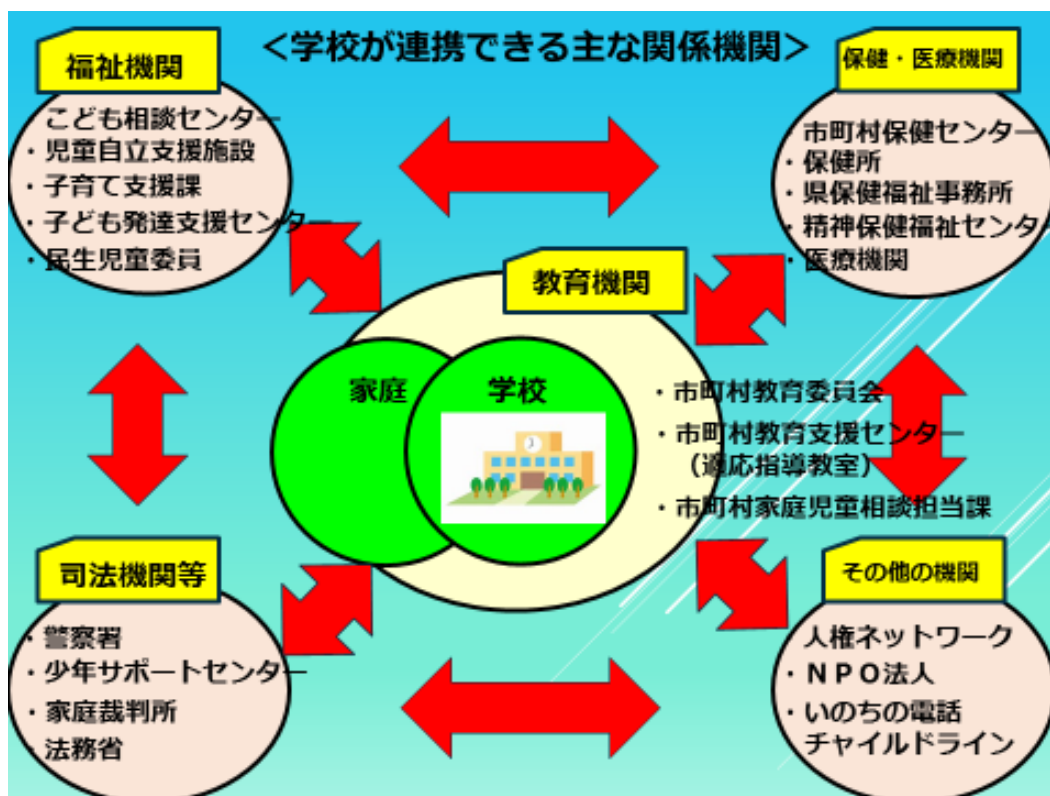 ＜学校が連携できる主な関係機関＞
福祉機関
こども相談センター
・児童自立支援施設
・子育て支援課
・子ども発達支援センター
・民生児童委員
保健・医療機関
・市町村保健センター
・保健所
・県保健福祉事務所
・精神保健福祉センター
・医療機関
教育機関
家庭
学校
・市町村教育委員会
・市町村教育支援センター
（適応指導教室）
・市町村家庭児童相談担当課
司法機関等
・警察署
・少年サポートセンター
・家庭裁判所
・法務省
その他の機関
人権ネットワーク
・ＮＰＯ法人
・いのちの電話
チャイルドライン